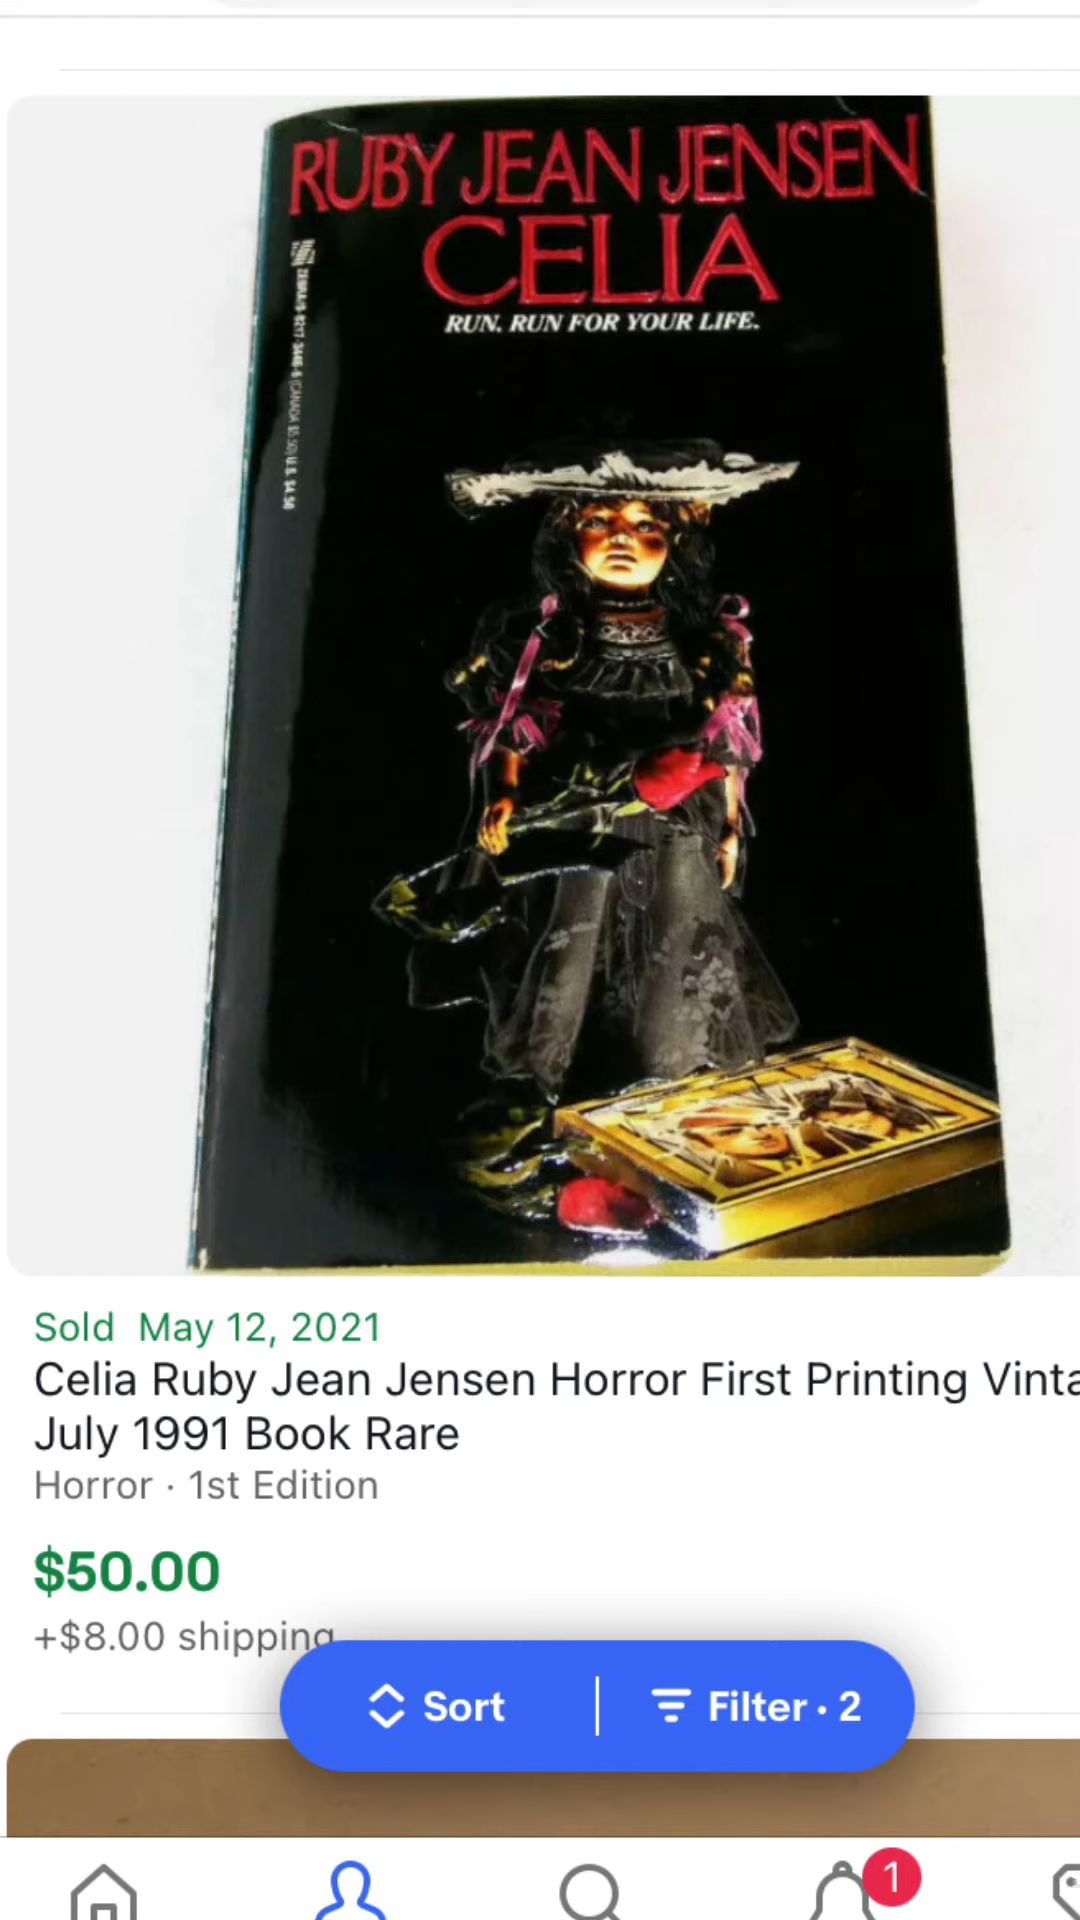 RUBY JEAN JENSEN
CELIA
RUN. RUN FOR YOUR LIFE.
Sold May 12, 2021
Celia Ruby Jean Jensen Horror First Printing Vinta
July 1991 Book Rare
Horror · 1st Edition
$50.00
+$8.00 shipping
Sort
Filter · 2
1